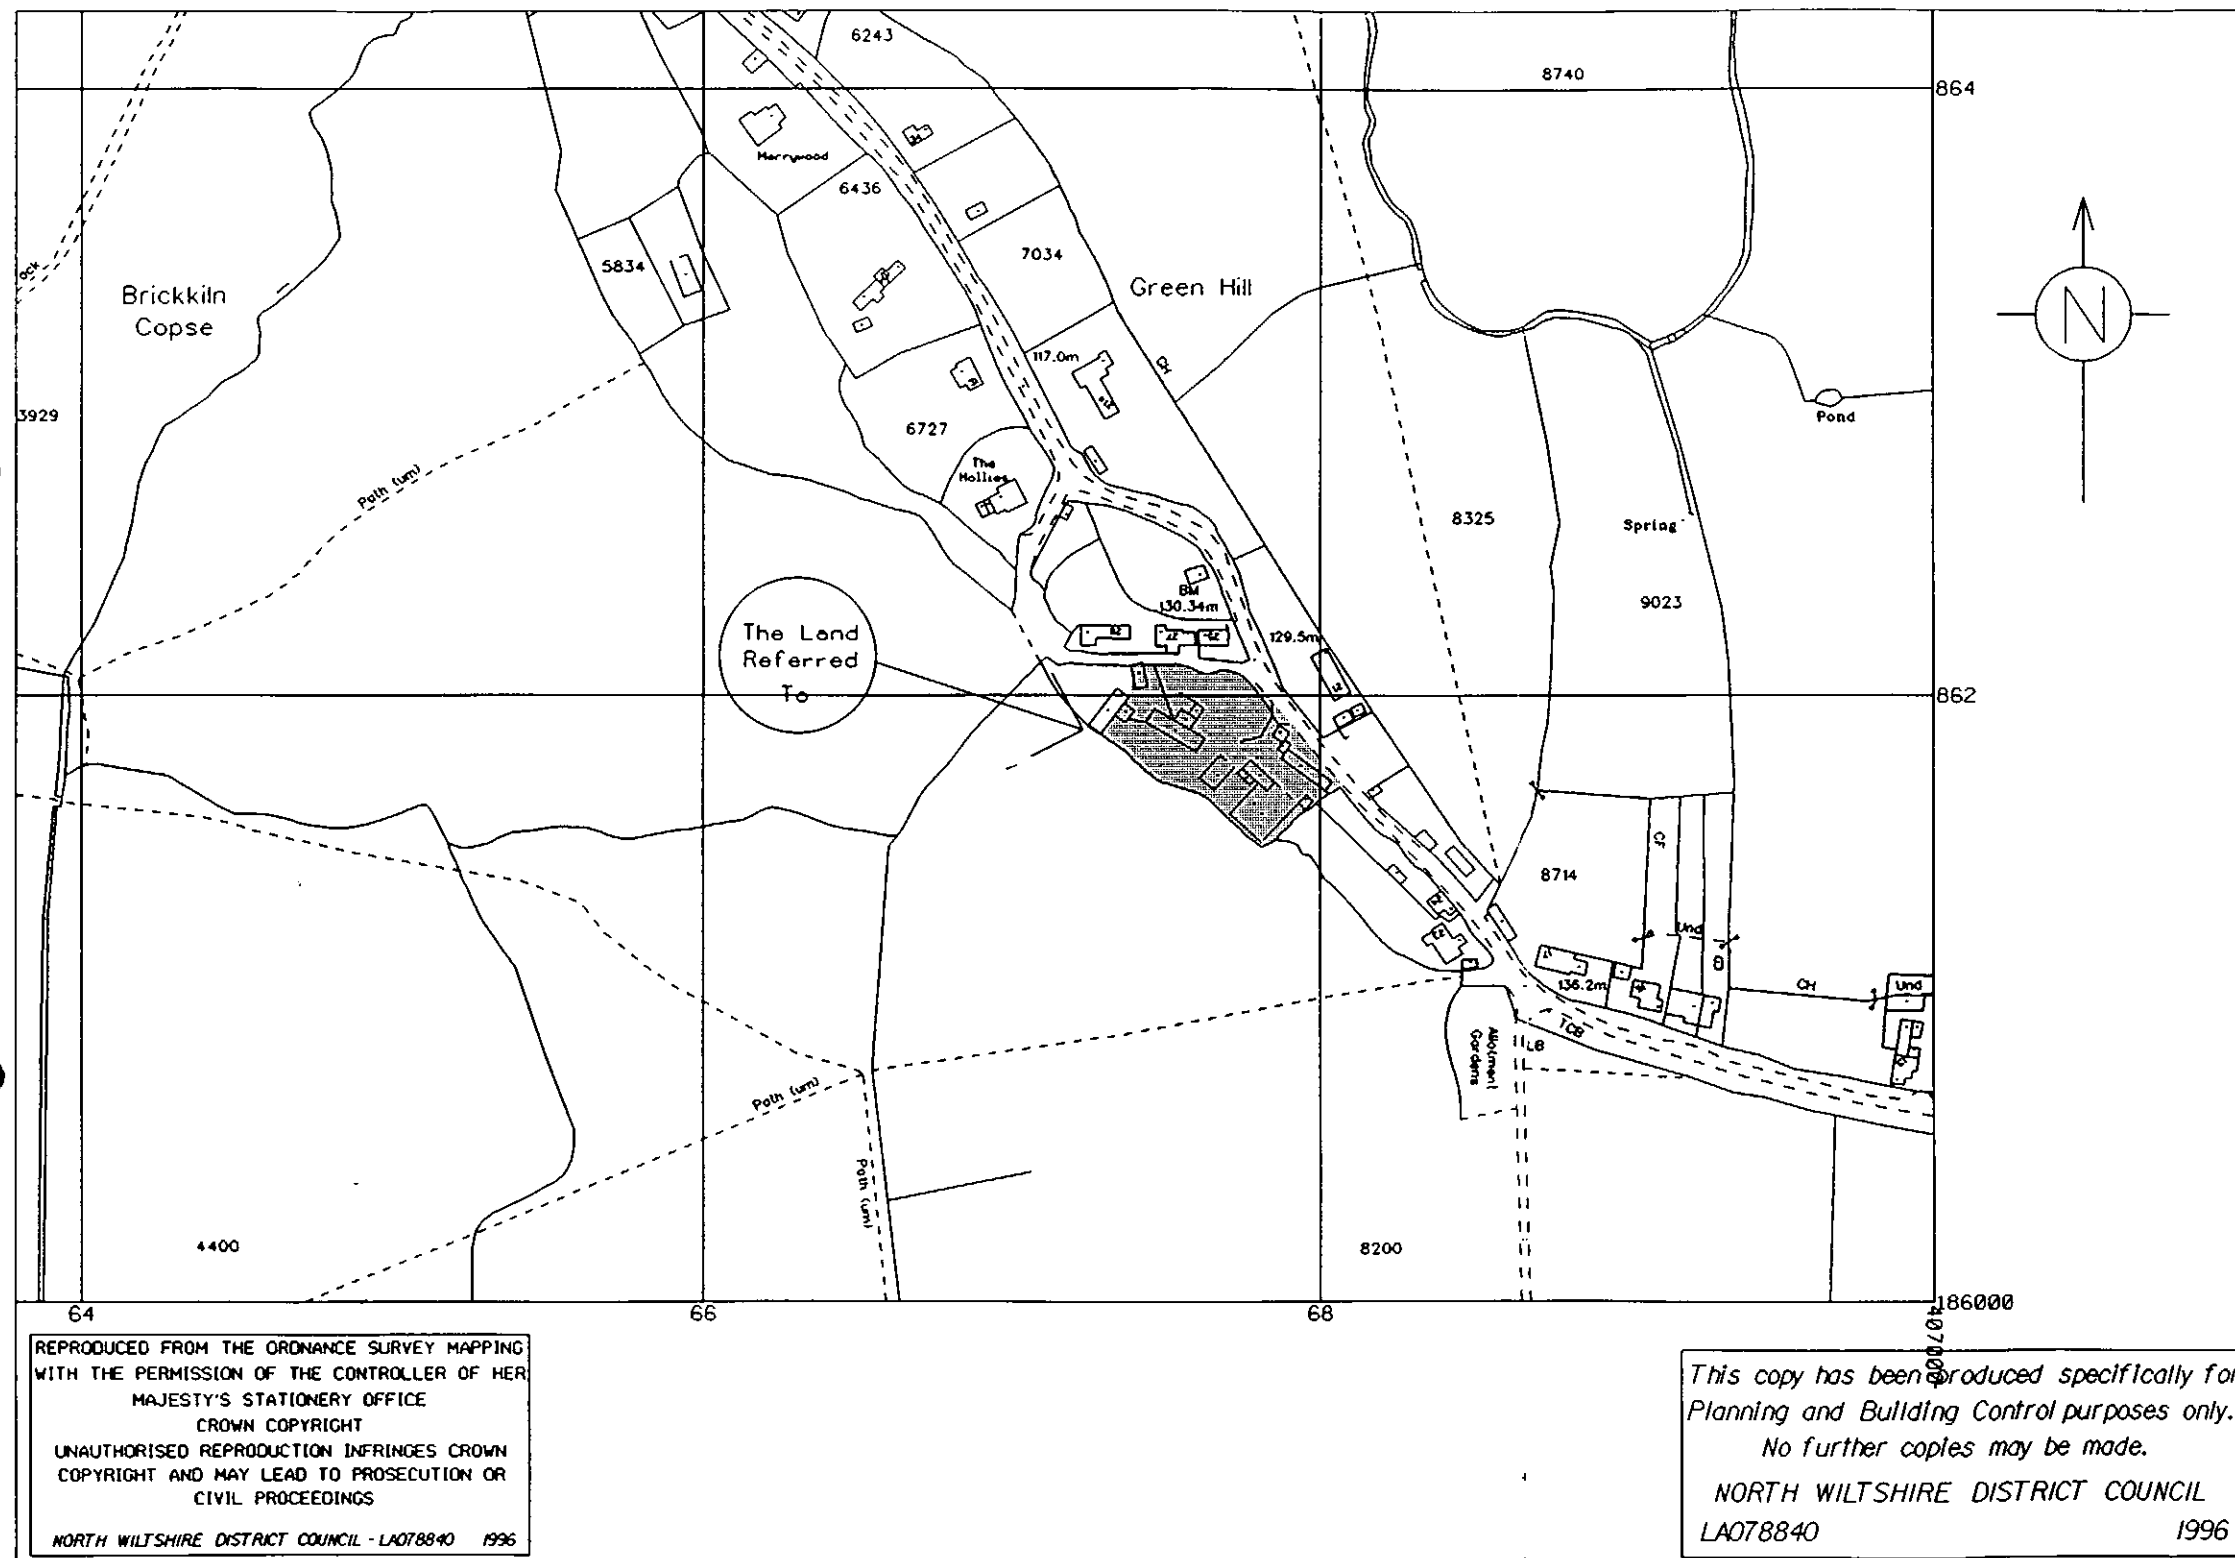 6243
8740
864
Merrywood
6436
7034
5834
Green Hill
Brickkiln
Copse
N
117.0m
CH
3929
Pond
6727
The
Hollies
Path (um)
8325
Spring
BM
130.34m
9023
129.5m
The Land
Referred
To
862
CF
8714
Und
136.2m
CH
Und
TCB
LB
Allotment
Gardens
Path (um)
Path (um)
4400
8200
64
66
68
186000
407000
REPRODUCED FROM THE ORDNANCE SURVEY MAPPING
WITH THE PERMISSION OF THE CONTROLLER OF HER
MAJESTY'S STATIONERY OFFICE
CROWN COPYRIGHT
UNAUTHORISED REPRODUCTION INFRINGES CROWN
COPYRIGHT AND MAY LEAD TO PROSECUTION OR
CIVIL PROCEEDINGS
NORTH WILTSHIRE DISTRICT COUNCIL - LA078840 1996
This copy has been produced specifically for
Planning and Building Control purposes only.
No further copies may be made.
NORTH WILTSHIRE DISTRICT COUNCIL
LA078840 1996